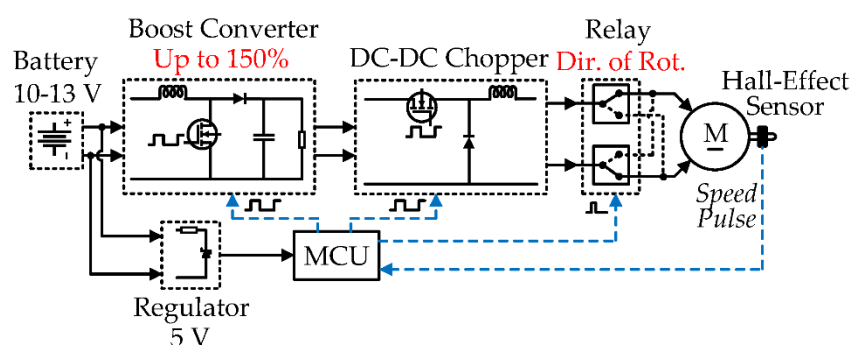 Boost Converter
Up to 150%
DC-DC Chopper
Relay
Dir. of Rot.
Battery
10-13 V
Hall-Effect
Sensor
+
-
M
Speed
Pulse
MCU
Regulator
5 V